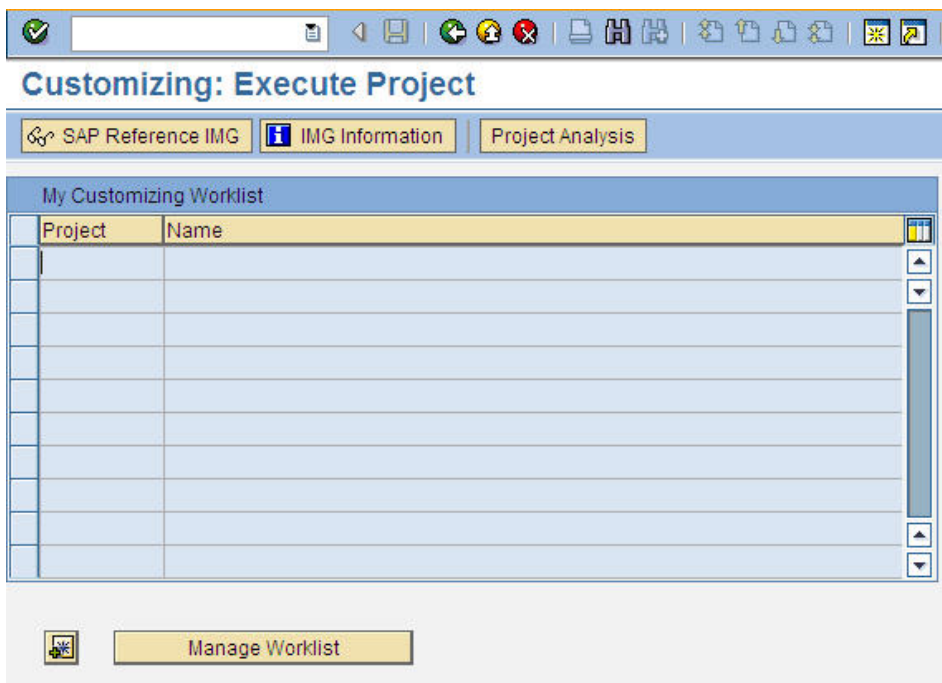 Customizing: Execute Project
SAP Reference IMG IMG Information Project Analysis
My Customizing Worklist
Project Name
Manage Worklist